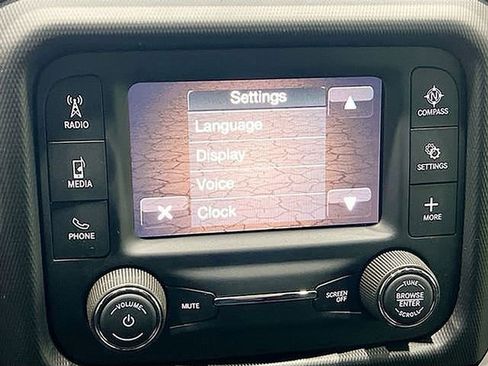 RADIO
MEDIA
PHONE
Settings
Language
Display
Voice
Clock
N
COMPASS
SETTINGS
MORE
VOLUME
MUTE
SCREEN
OFF
TUNE
BROWSE
ENTER
SCROLL